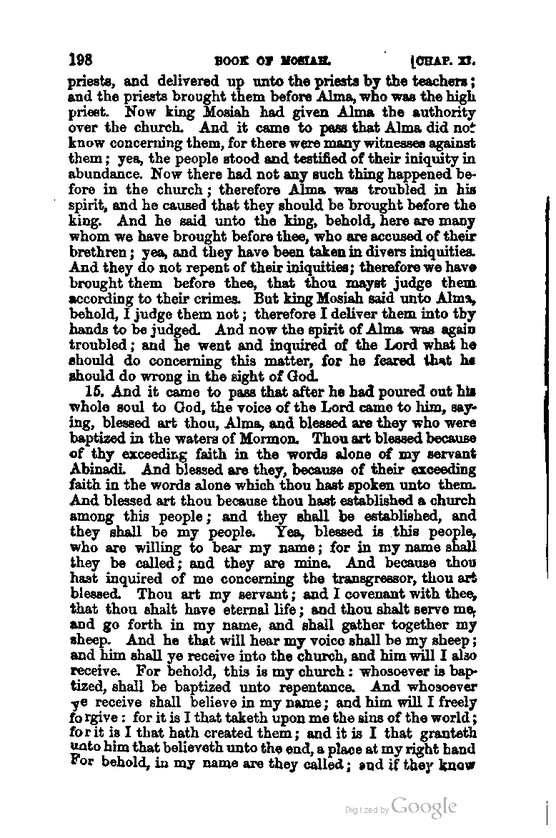 198 BOOK OF MOSIAH. [CHAP. XI.
priests, and delivered up unto the priests by the teachers;
and the priests brought them before Alma, who was the high
priest. Now king Mosiah had given Alma the authority
over the church. And it came to pass that Alma did not
know concerning them, for there were many witnesses against
them; yea, the people stood and testified of their iniquity in
abundance. Now there had not any such thing happened be-
fore in the church; therefore Alma was troubled in his
spirit, and he caused that they should be brought before the
king. And he said unto the king, behold, here are many
whom we have brought before thee, who are accused of their
brethren; yea, and they have been taken in divers iniquities.
And they do not repent of their iniquities; therefore we have
brought them before thee, that thou mayst judge them
according to their crimes. But king Mosiah said unto Alma,
behold, I judge them not; therefore I deliver them into thy
hands to be judged. And now the spirit of Alma was again
troubled; and he went and inquired of the Lord what he
should do concerning this matter, for he feared that he
should do wrong in the sight of God.
15. And it came to pass that after he had poured out his
whole soul to God, the voice of the Lord came to him, say-
ing, blessed art thou, Alma, and blessed are they who were
baptized in the waters of Mormon. Thou art blessed because
of thy exceeding faith in the words alone of my servant
Abinadi. And blessed are they, because of their exceeding
faith in the words alone which thou hast spoken unto them.
And blessed art thou because thou hast established a church
among this people; and they shall be established, and
they shall be my people. Yea, blessed is this people,
who are willing to bear my name; for in my name shall
they be called; and they are mine. And because thou
hast inquired of me concerning the transgressor, thou art
blessed. Thou art my servant; and I covenant with thee,
that thou shalt have eternal life; and thou shalt serve me,
and go forth in my name, and shall gather together my
sheep. And he that will hear my voice shall be my sheep;
and him shall ye receive into the church, and him will I also
receive. For behold, this is my church: whosoever is bap-
tized, shall be baptized unto repentance. And whosoever
ye receive shall believe in my name; and him will I freely
forgive: for it is I that taketh upon me the sins of the world;
for it is I that hath created them; and it is I that granteth
unto him that believeth unto the end, a place at my right hand
For behold, in my name are they called; and if they know
Digitized by Google